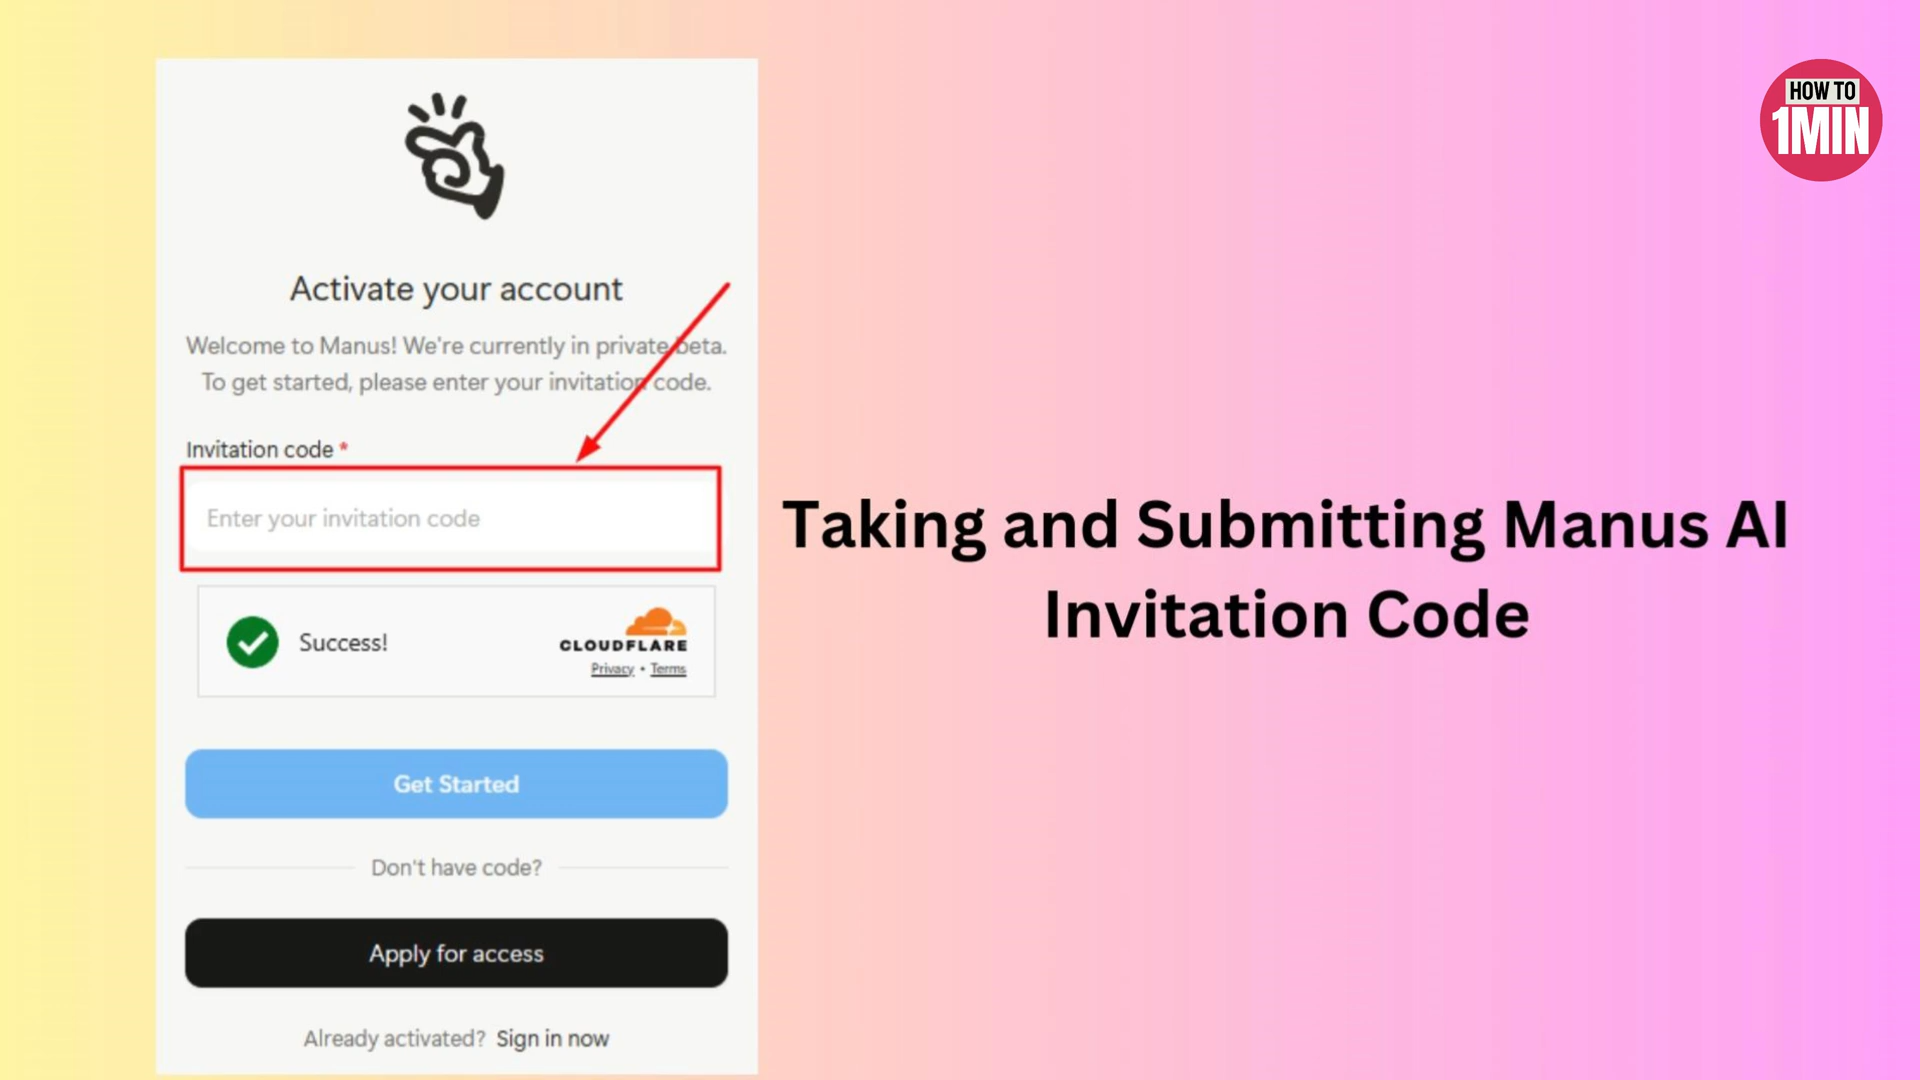 HOW TO
1MIN
Activate your account
Welcome to Manus! We're currently in private beta.
To get started, please enter your invitation code.
Invitation code *
Enter your invitation code
Success!
CLOUDFLARE
Privacy • Terms
Get Started
Don't have code?
Apply for access
Already activated? Sign in now
Taking and Submitting Manus AI
Invitation Code